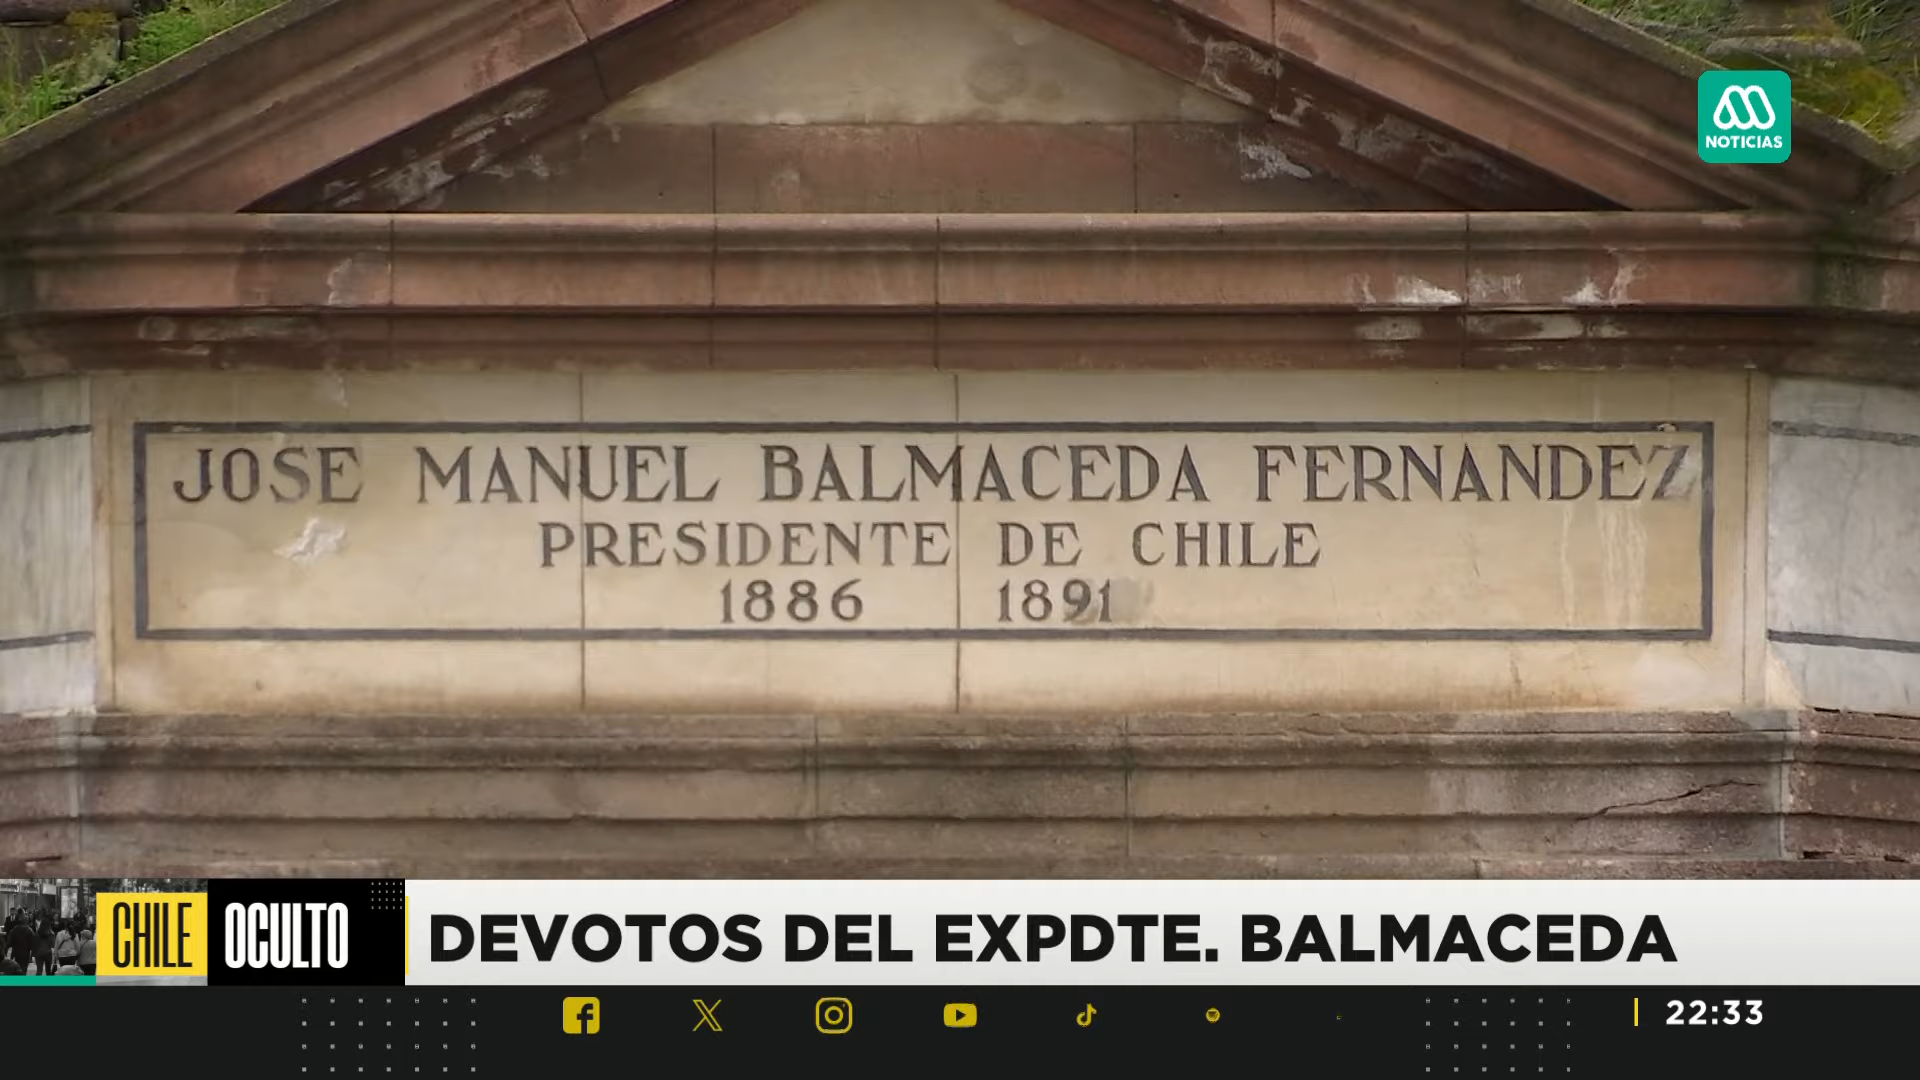 NOTICIAS
JOSE MANUEL BALMACEDA FERNANDEZ
PRESIDENTE DE CHILE
1886 1891
CHILE OCULTO
DEVOTOS DEL EXPDTE. BALMACEDA
22:33